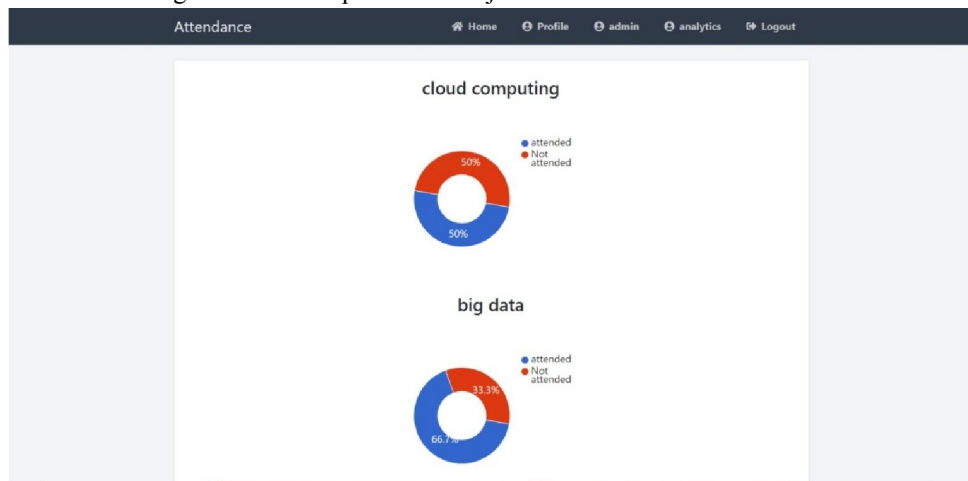 Attendance
Home
Profile
admin
analytics
Logout
cloud computing
attended
Not
attended
50%
50%
big data
attended
Not
attended
33.3%
66.7%